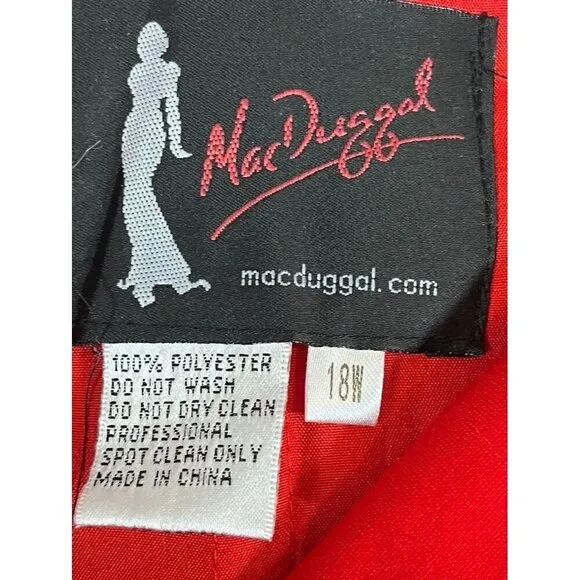 MacDuggal
macduggal.com
100% POLYESTER
DO NOT WASH
DO NOT DRY CLEAN
PROFESSIONAL
SPOT CLEAN ONLY
MADE IN CHINA
18W